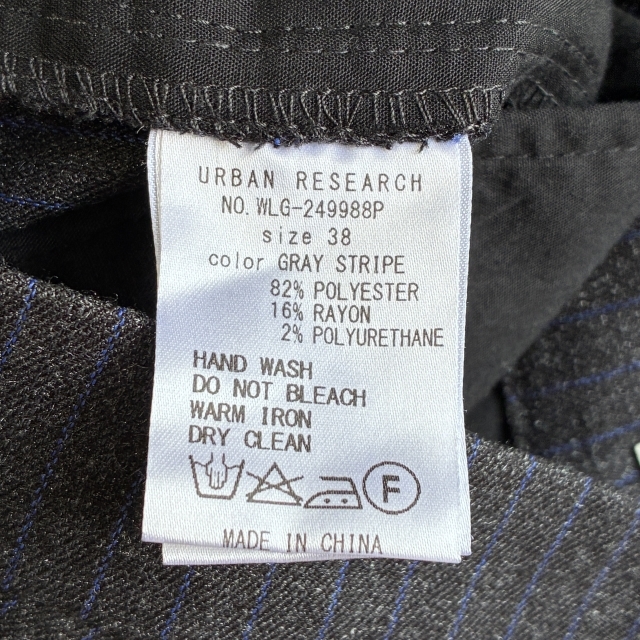 URBAN RESEARCH
NO. WLG-249988P
size 38
color GRAY STRIPE
82% POLYESTER
16% RAYON
2% POLYURETHANE
HAND WASH
DO NOT BLEACH
WARM IRON
DRY CLEAN
F
MADE IN CHINA